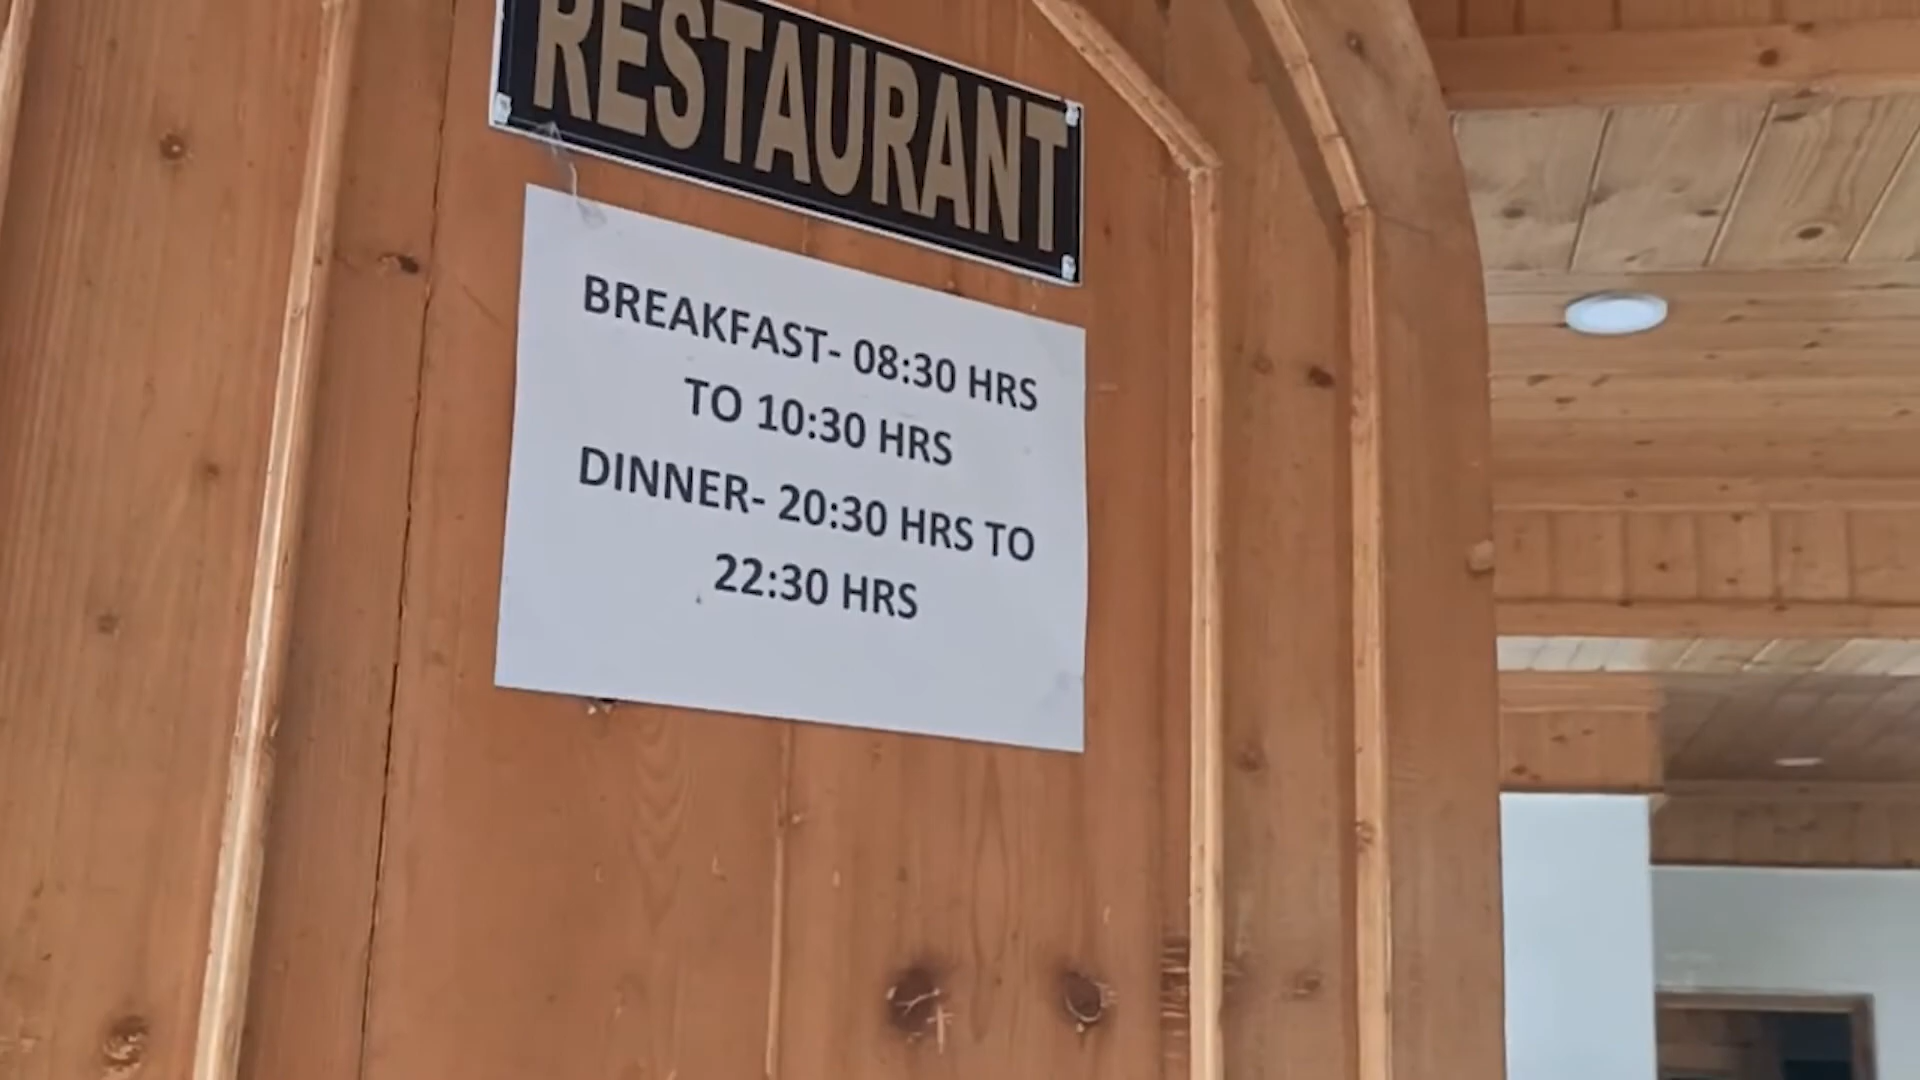 RESTAURANT
BREAKFAST- 08:30 HRS
TO 10:30 HRS
DINNER- 20:30 HRS TO
22:30 HRS